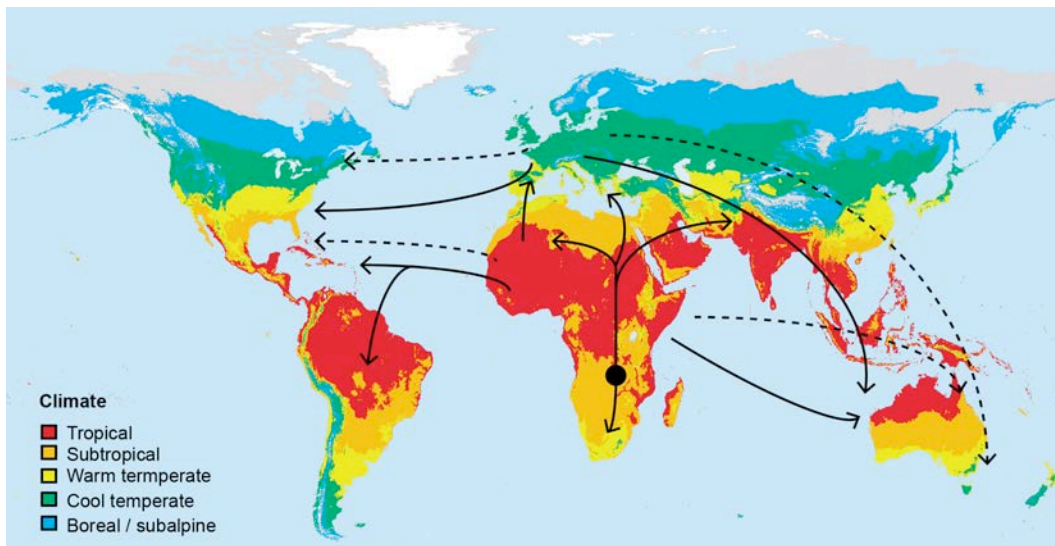 Climate
Tropical
Subtropical
Warm termperate
Cool temperate
Boreal / subalpine